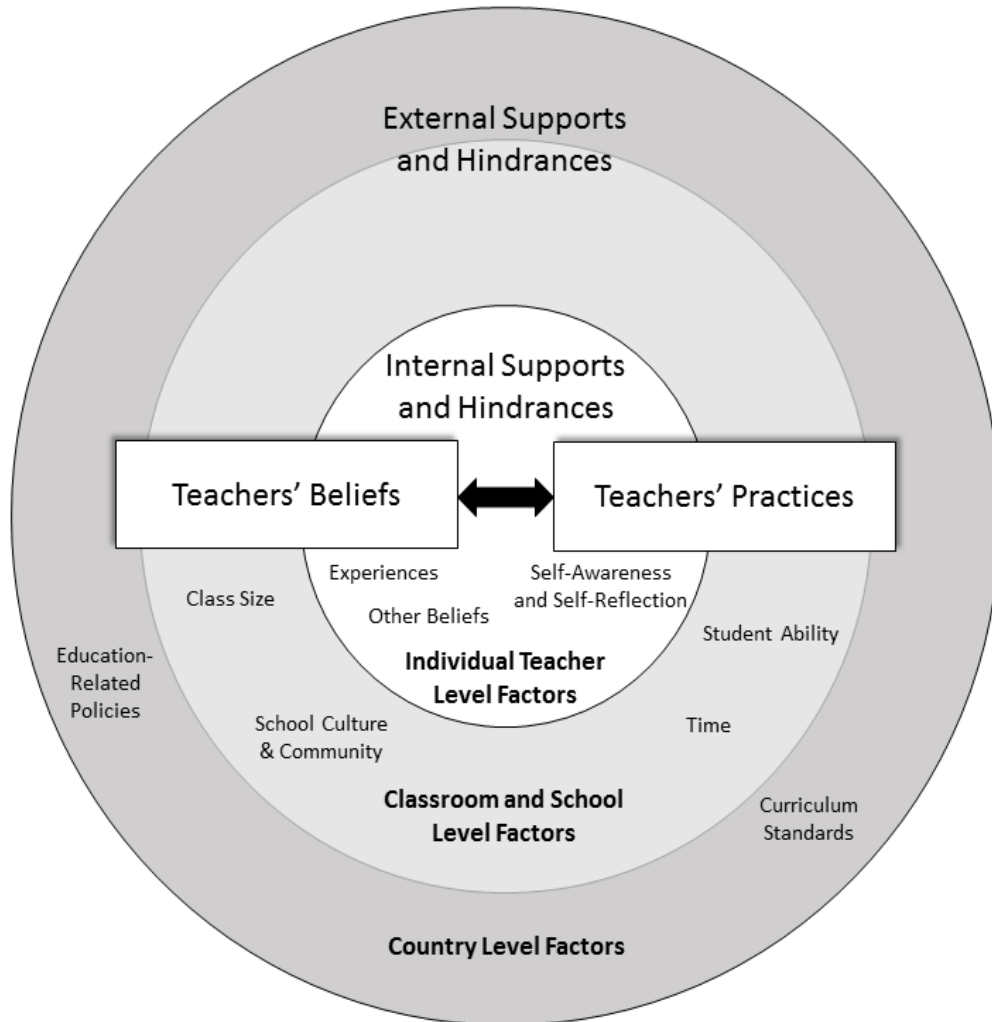 External Supports
and Hindrances
Internal Supports
and Hindrances
Teachers’ Beliefs
Teachers’ Practices
Experiences
Self-Awareness
and Self-Reflection
Class Size
Other Beliefs
Student Ability
Education-
Related
Policies
Individual Teacher
Level Factors
School Culture
& Community
Time
Classroom and School
Level Factors
Curriculum
Standards
Country Level Factors